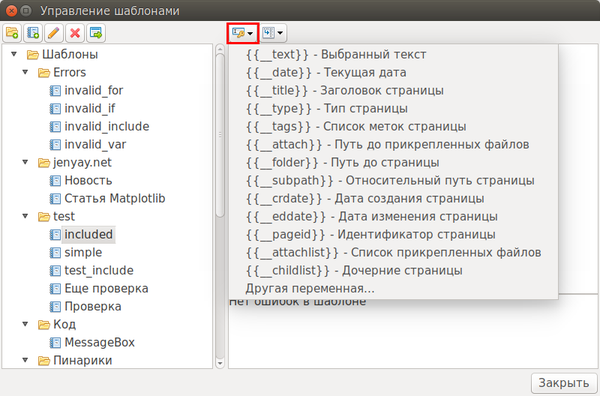 Управление шаблонами
Шаблоны
Errors
invalid_for
invalid_if
invalid_include
invalid_var
jenyay.net
Новость
Статья Matplotlib
test
included
simple
test_include
Еще проверка
Проверка
Код
MessageBox
Пинарики
{{__text}} - Выбранный текст
{{__date}} - Текущая дата
{{__title}} - Заголовок страницы
{{__type}} - Тип страницы
{{__tags}} - Список меток страницы
{{__attach}} - Путь до прикрепленных файлов
{{__folder}} - Путь до страницы
{{__subpath}} - Относительный путь страницы
{{__crdate}} - Дата создания страницы
{{__eddate}} - Дата изменения страницы
{{__pageid}} - Идентификатор страницы
{{__attachlist}} - Список прикрепленных файлов
{{__childlist}} - Дочерние страницы
Другая переменная...
Нет ошибок в шаблоне
Закрыть